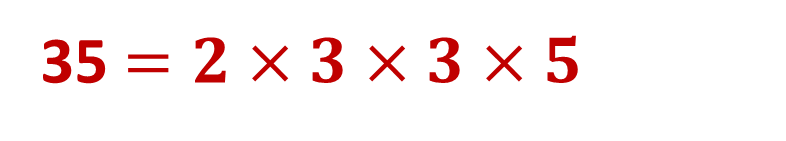 35 = 2 × 3 × 3 × 5